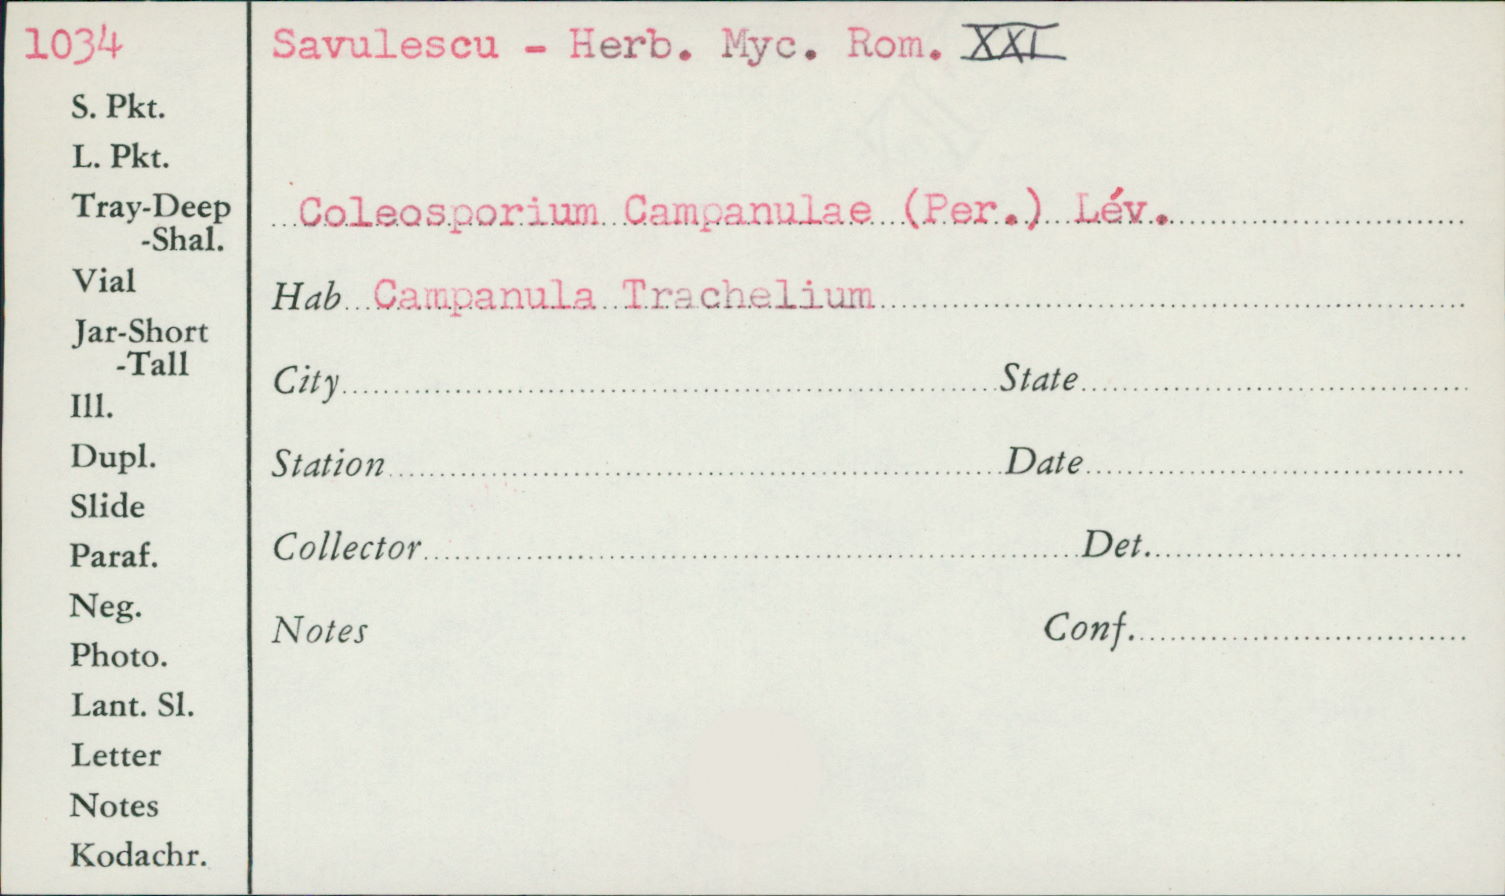 1034
Savulescu - Herb. Myc. Rom. XXI
S. Pkt.
L. Pkt.
Tray-Deep
-Shal.
Vial
Jar-Short
-Tall
Ill.
Dupl.
Slide
Paraf.
Neg.
Photo.
Lant. Sl.
Letter
Notes
Kodachr.
Coleosporium Campanulae (Per.) Lév.
Hab Campanula Trachelium
City State
Station Date
Collector Det.
Notes Conf.